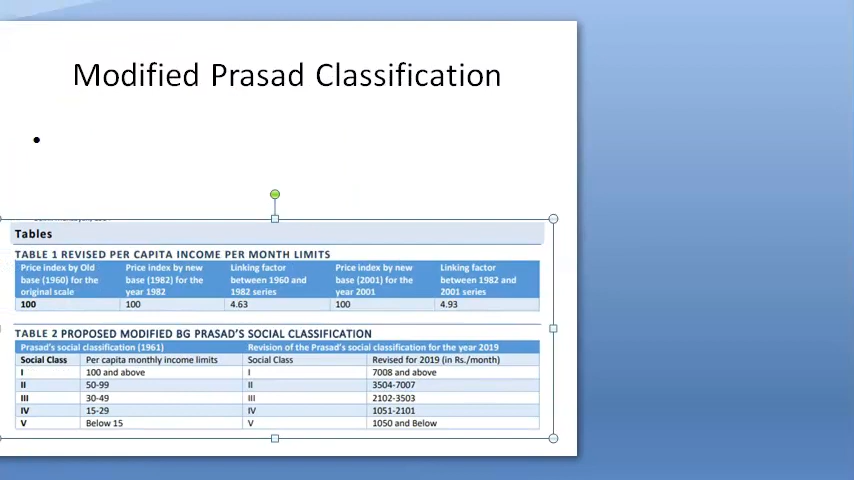 Modified Prasad Classification
•
Tables
TABLE 1 REVISED PER CAPITA INCOME PER MONTH LIMITS
Price index by Old base (1960) for the original scale Price index by new base (1982) for the year 1982 Linking factor between 1960 and 1982 series Price index by new base (2001) for the year 2001 Linking factor between 1982 and 2001 series
100 100 4.63 100 4.93
TABLE 2 PROPOSED MODIFIED BG PRASAD'S SOCIAL CLASSIFICATION
Prasad's social classification (1961) Revision of the Prasad's social classification for the year 2019
Social Class Per capita monthly income limits Social Class Revised for 2019 (in Rs./month)
I 100 and above I 7008 and above
II 50-99 II 3504-7007
III 30-49 III 2102-3503
IV 15-29 IV 1051-2101
V Below 15 V 1050 and Below